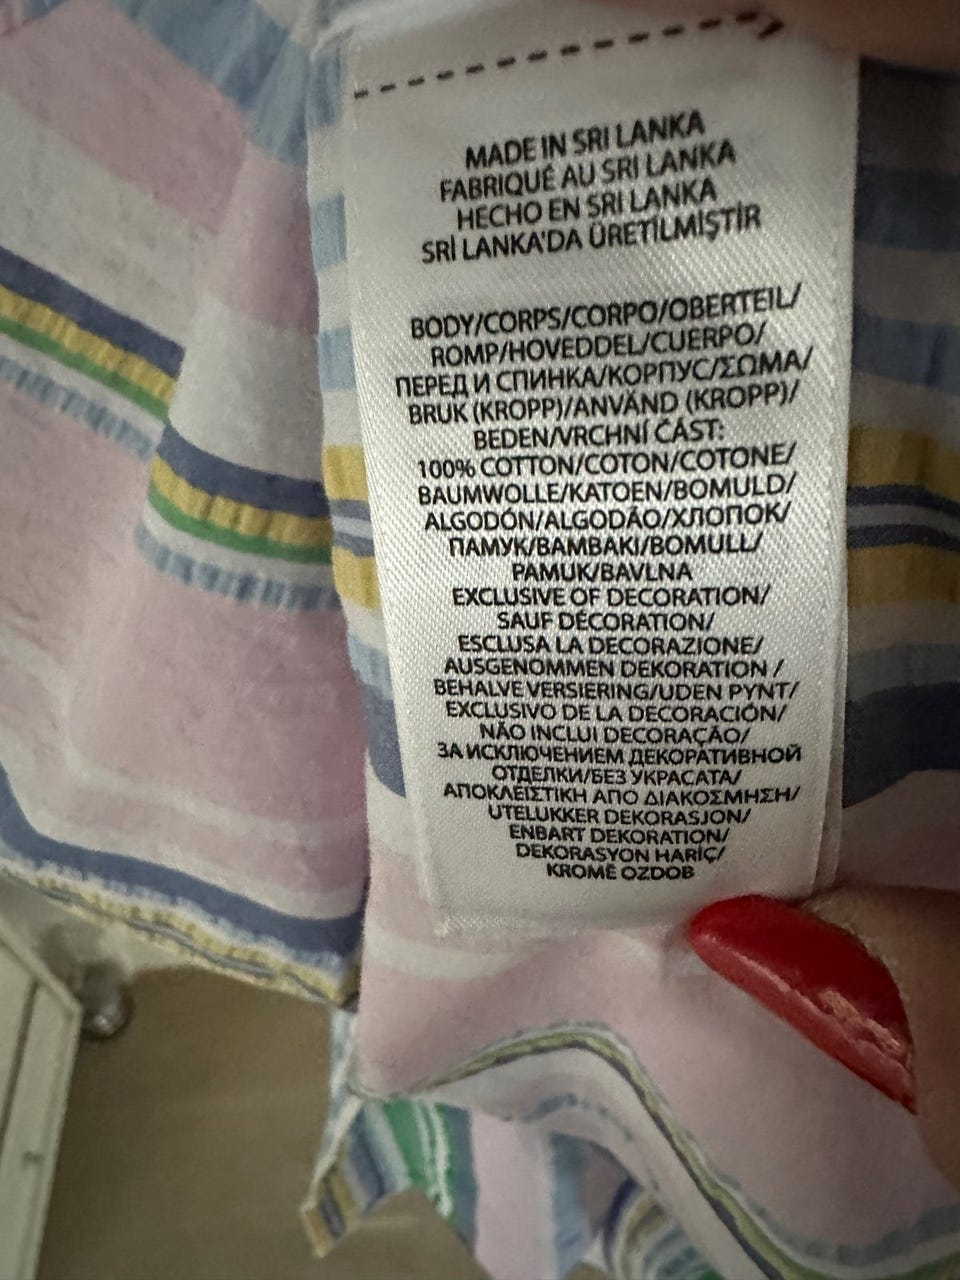 MADE IN SRI LANKA
FABRIQUÉ AU SRI LANKA
HECHO EN SRI LANKA
SRİ LANKA'DA ÜRETİLMİŞTİR
BODY/CORPS/CORPO/OBERTEIL/
ROMP/HOVEDDEL/CUERPO/
ПЕРЕД И СПИНКА/КОРПУС/ΣΩΜΑ/
BRUK (KROPP)/ANVÄND (KROPP)/
BEDEN/VRCHNÍ ČÁST:
100% COTTON/COTON/COTONE/
BAUMWOLLE/KATOEN/BOMULD/
ALGODÓN/ALGODÃO/ХЛОПОК/
ПАМУК/ΒΑΜΒΑΚΙ/BOMULL/
PAMUK/BAVLNA
EXCLUSIVE OF DECORATION/
SAUF DÉCORATION/
ESCLUSA LA DECORAZIONE/
AUSGENOMMEN DEKORATION /
BEHALVE VERSIERING/UDEN PYNT/
EXCLUSIVO DE LA DECORACIÓN/
NÃO INCLUI DECORAÇÃO/
ЗА ИСКЛЮЧЕНИЕМ ДЕКОРАТИВНОЙ
ОТДЕЛКИ/БЕЗ УКРАСАТА/
ΑΠΟΚΛΕΙΣΤΙΚΗ ΑΠΟ ΔΙΑΚΟΣΜΗΣΗ/
UTELUKKER DEKORASJON/
ENBART DEKORATION/
DEKORASYON HARİÇ/
KROMĚ OZDOB